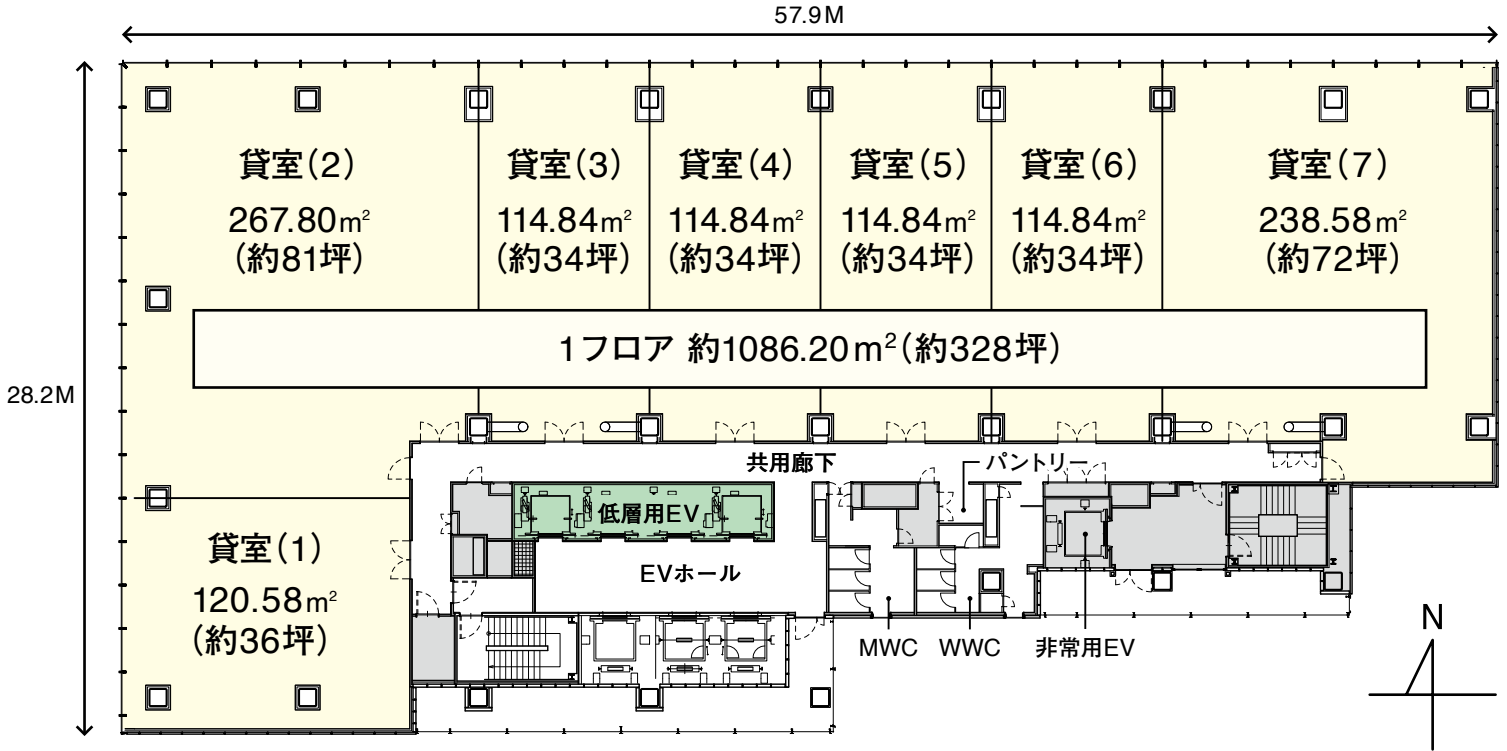 57.9M
28.2M
貸室(2)
267.80m²
(約81坪)
貸室(3)
114.84m²
(約34坪)
貸室(4)
114.84m²
(約34坪)
貸室(5)
114.84m²
(約34坪)
貸室(6)
114.84m²
(約34坪)
貸室(7)
238.58m²
(約72坪)
1フロア 約1086.20m²(約328坪)
共用廊下
パントリー
低層用EV
貸室(1)
120.58m²
(約36坪)
EVホール
MWC
WWC
非常用EV
N